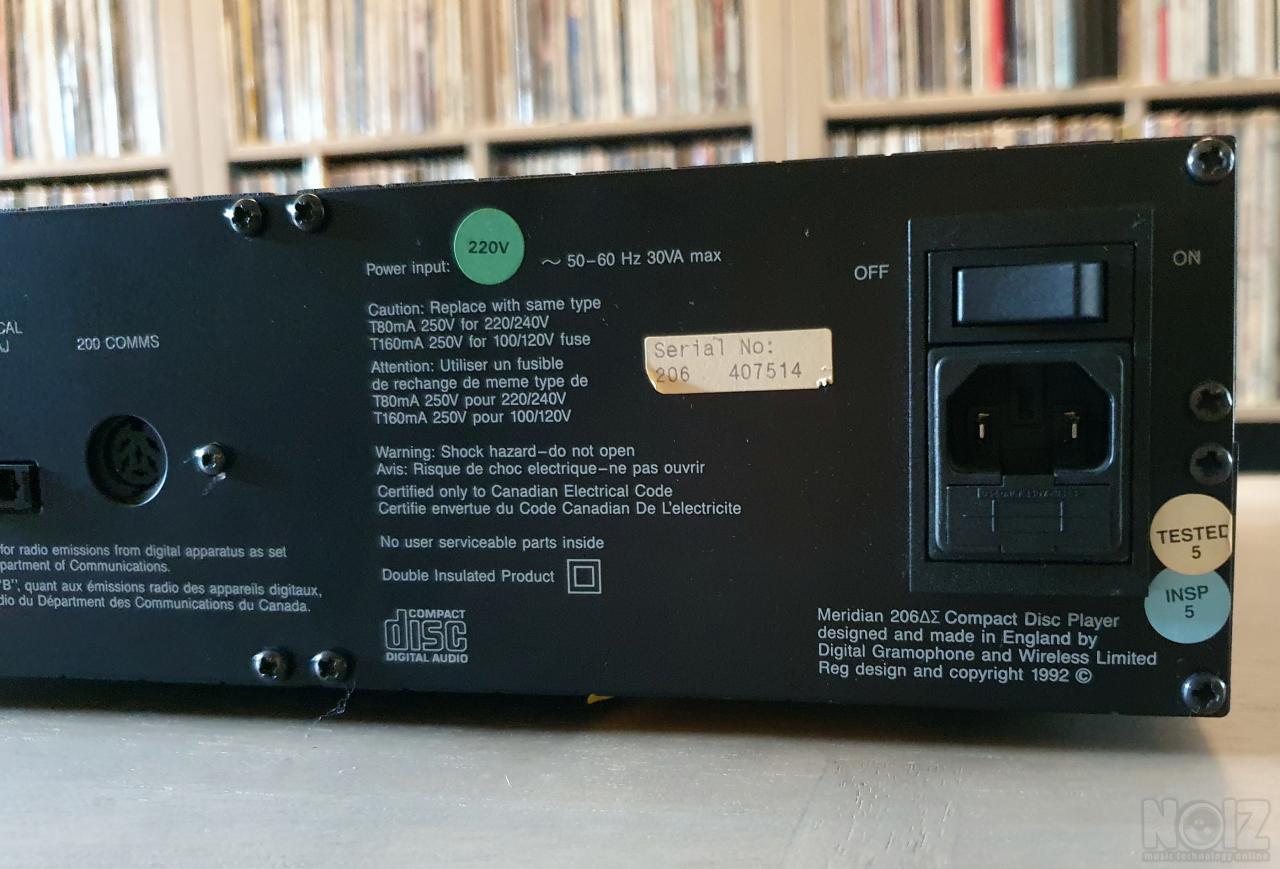 CAL
AJ
200 COMMS
for radio emissions from digital apparatus as set
partment of Communications.
"B", quant aux émissions radio des appareils digitaux,
dio du Départment des Communications du Canada.
Power input:
220V
~ 50-60 Hz 30VA max
Caution: Replace with same type
T80mA 250V for 220/240V
T160mA 250V for 100/120V fuse
Attention: Utiliser un fusible
de rechange de meme type de
T80mA 250V pour 220/240V
T160mA 250V pour 100/120V
Warning: Shock hazard-do not open
Avis: Risque de choc electrique-ne pas ouvrir
Certified only to Canadian Electrical Code
Certifie envertue du Code Canadian De L'electricite
No user serviceable parts inside
Double Insulated Product
COMPACT
disc
DIGITAL AUDIO
Serial No:
206 407514
OFF
ON
TESTED
5
INSP
5
Meridian 206ΔΣ Compact Disc Player
designed and made in England by
Digital Gramophone and Wireless Limited
Reg design and copyright 1992 ©
NOIZ
music technology online